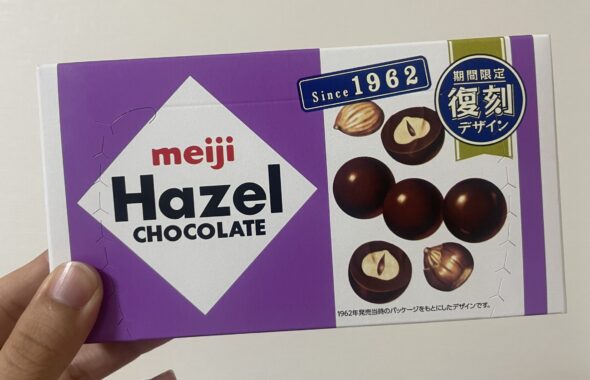 Since 1962
期間限定
復刻
デザイン
meiji
Hazel
CHOCOLATE
1962年発売当時のパッケージをもとにしたデザインです。